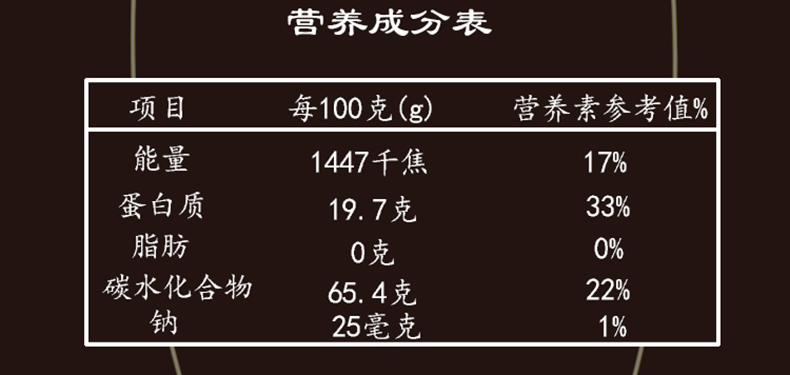 营养成分表
项目 每100克(g) 营养素参考值%
能量 1447千焦 17%
蛋白质 19.7克 33%
脂肪 0克 0%
碳水化合物 65.4克 22%
钠 25毫克 1%